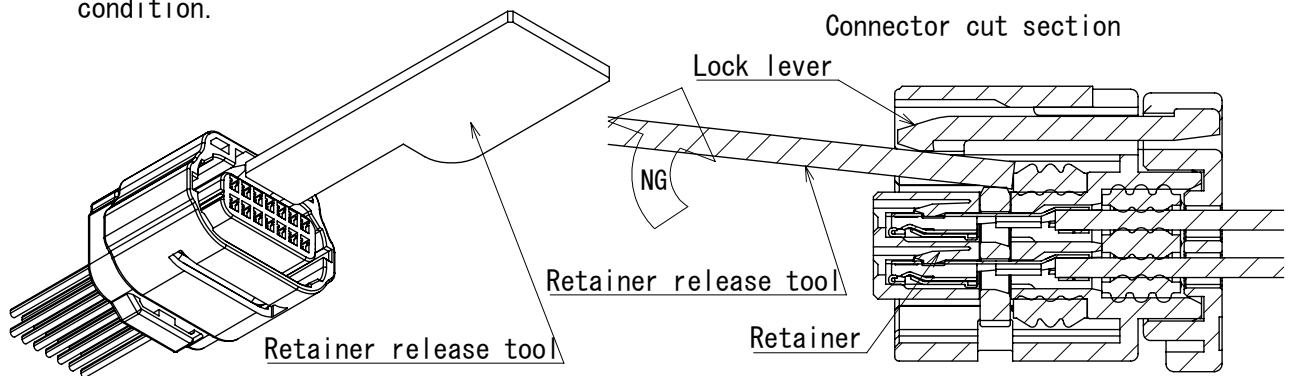 condition.
Connector cut section
Lock lever
NG
Retainer release tool
Retainer
Retainer release tool